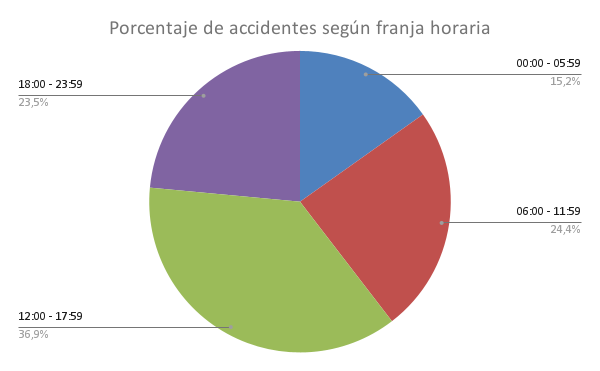 Porcentaje de accidentes según franja horaria
00:00 - 05:59
15,2%
18:00 - 23:59
23,5%
06:00 - 11:59
24,4%
12:00 - 17:59
36,9%